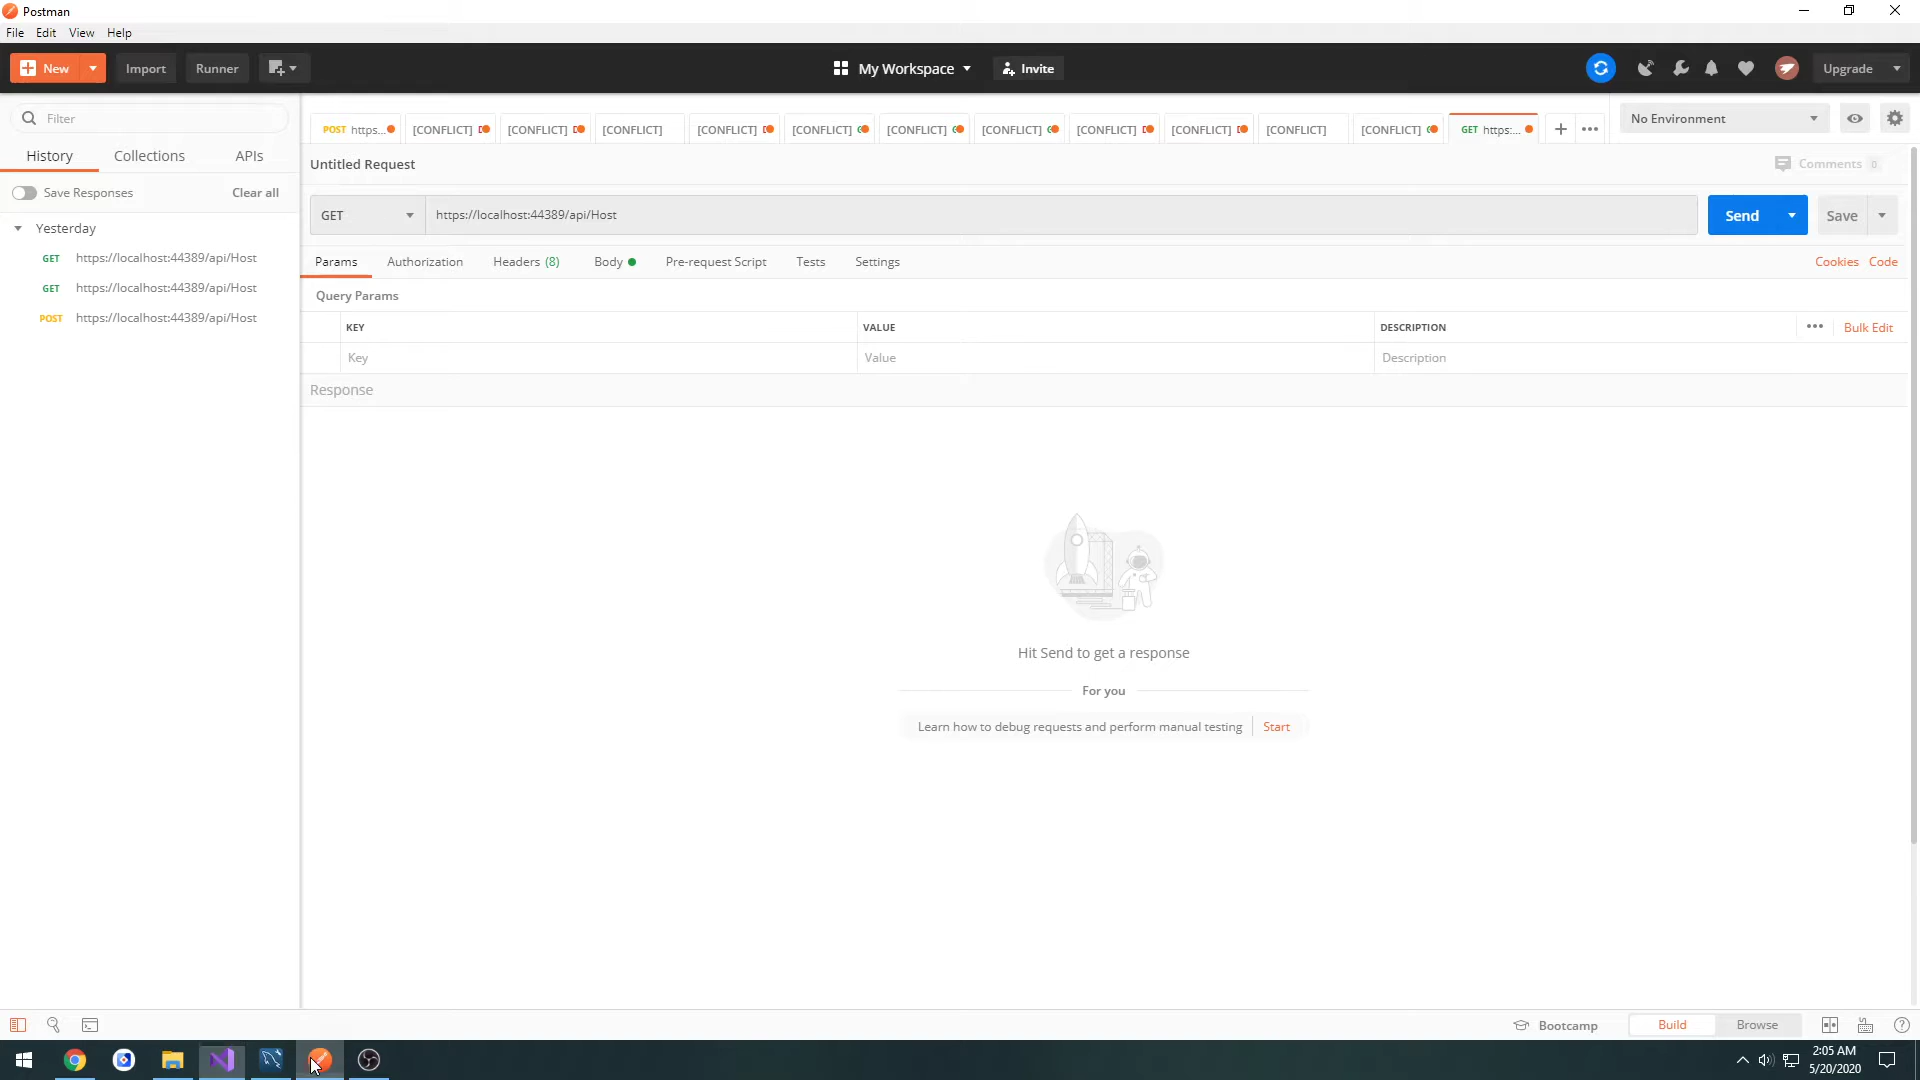 Postman
File Edit View Help
New Import Runner My Workspace Invite Upgrade
Filter
POST https... [CONFLICT] D [CONFLICT] D [CONFLICT] [CONFLICT] D [CONFLICT] G [CONFLICT] G [CONFLICT] G [CONFLICT] D [CONFLICT] D [CONFLICT] [CONFLICT] G GET https:... No Environment
History Collections APIs
Untitled Request Comments 0
Save Responses Clear all
GET https://localhost:44389/api/Host Send Save
Yesterday
GET https://localhost:44389/api/Host
GET https://localhost:44389/api/Host
POST https://localhost:44389/api/Host
Params Authorization Headers (8) Body Pre-request Script Tests Settings Cookies Code
Query Params
KEY VALUE DESCRIPTION Bulk Edit
Key Value Description
Response
Hit Send to get a response
For you
Learn how to debug requests and perform manual testing Start
Bootcamp Build Browse
2:05 AM
5/20/2020